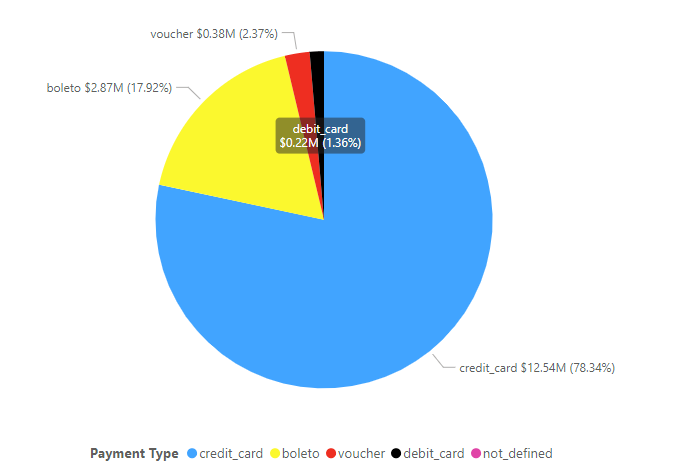 voucher $0.38M (2.37%)
boleto $2.87M (17.92%)
debit_card
$0.22M (1.36%)
credit_card $12.54M (78.34%)
Payment Type credit_card boleto voucher debit_card not_defined